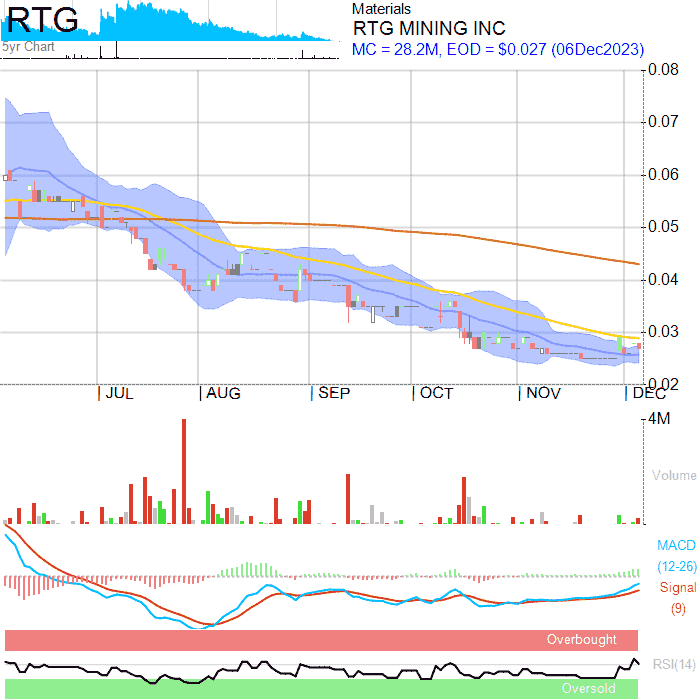 RTG
5yr Chart
Materials
RTG MINING INC
MC = 28.2M, EOD = $0.027 (06Dec2023)
0.08
0.07
0.06
0.05
0.04
0.03
0.02
JUL AUG SEP OCT NOV DEC
4M
Volume
MACD
(12-26)
Signal
(9)
Overbought
RSI(14)
Oversold